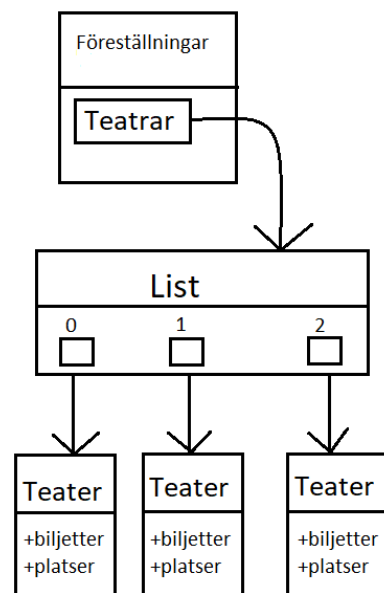 Föreställningar
Teatrar
List
0 1 2
Teater Teater Teater
+biljetter +biljetter +biljetter
+platser +platser +platser